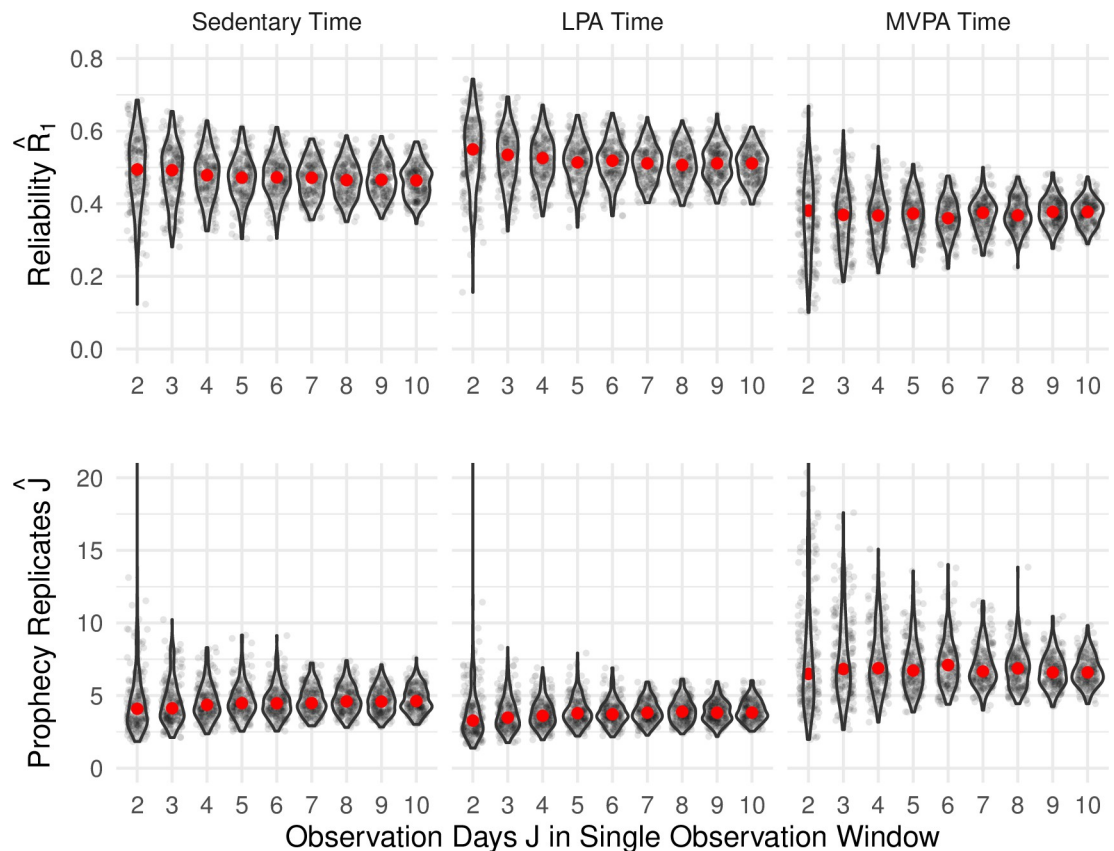 Sedentary Time LPA Time MVPA Time
Reliability R̂₁
0.8
0.6
0.4
0.2
0.0
2 3 4 5 6 7 8 9 10 2 3 4 5 6 7 8 9 10 2 3 4 5 6 7 8 9 10
Prophecy Replicates Ĵ
20
15
10
5
0
2 3 4 5 6 7 8 9 10 2 3 4 5 6 7 8 9 10 2 3 4 5 6 7 8 9 10
Observation Days J in Single Observation Window